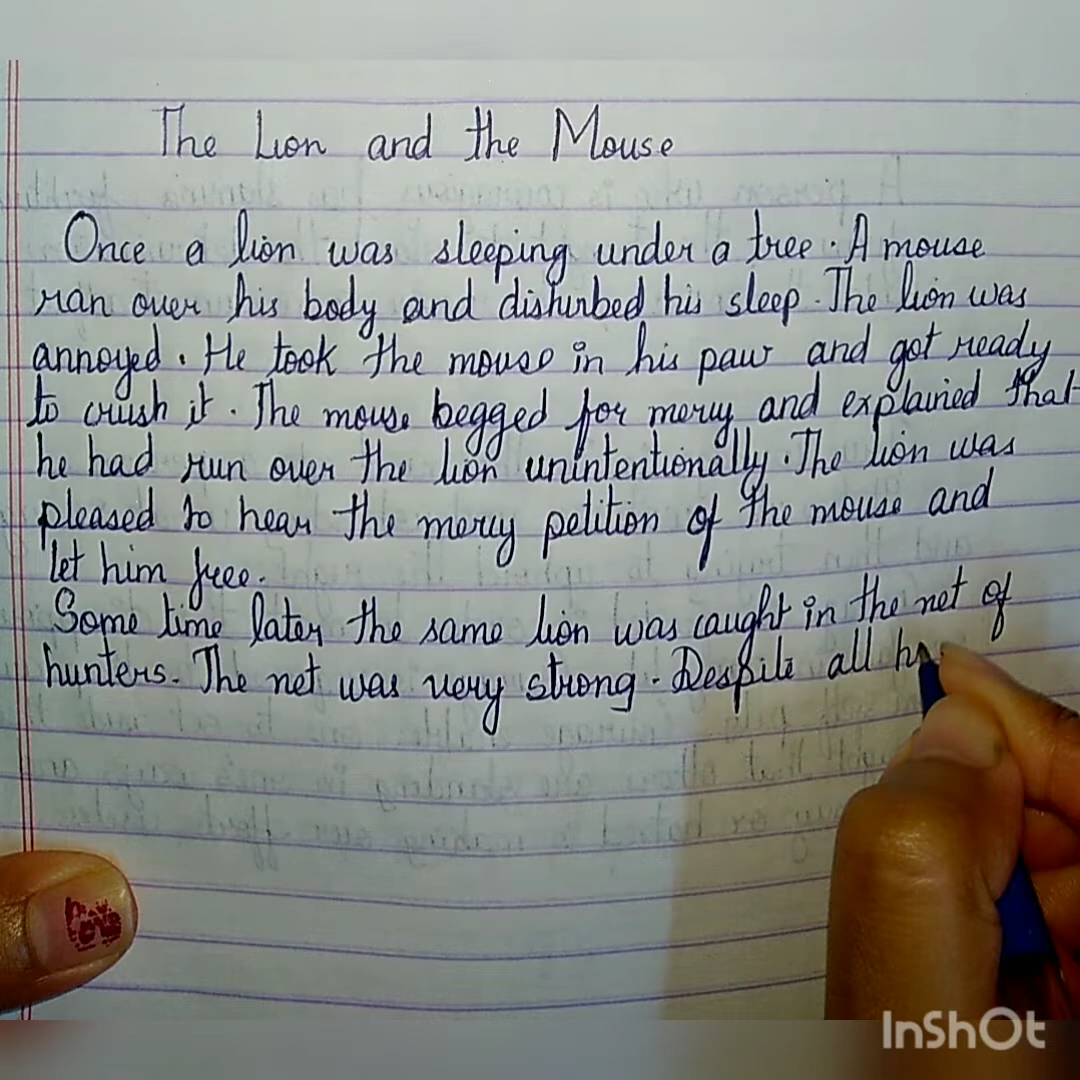 The Lion and the Mouse
Once a lion was sleeping under a tree. A mouse
ran over his body and disturbed his sleep. The lion was
annoyed. He took the mouse in his paw and got ready
to crush it. The mouse begged for mercy and explained that
he had run over the lion unintentionally. The lion was
pleased to hear the mercy petition of the mouse and
let him free.
Some time later the same lion was caught in the net of
hunters. The net was very strong. Despite all
InShOt